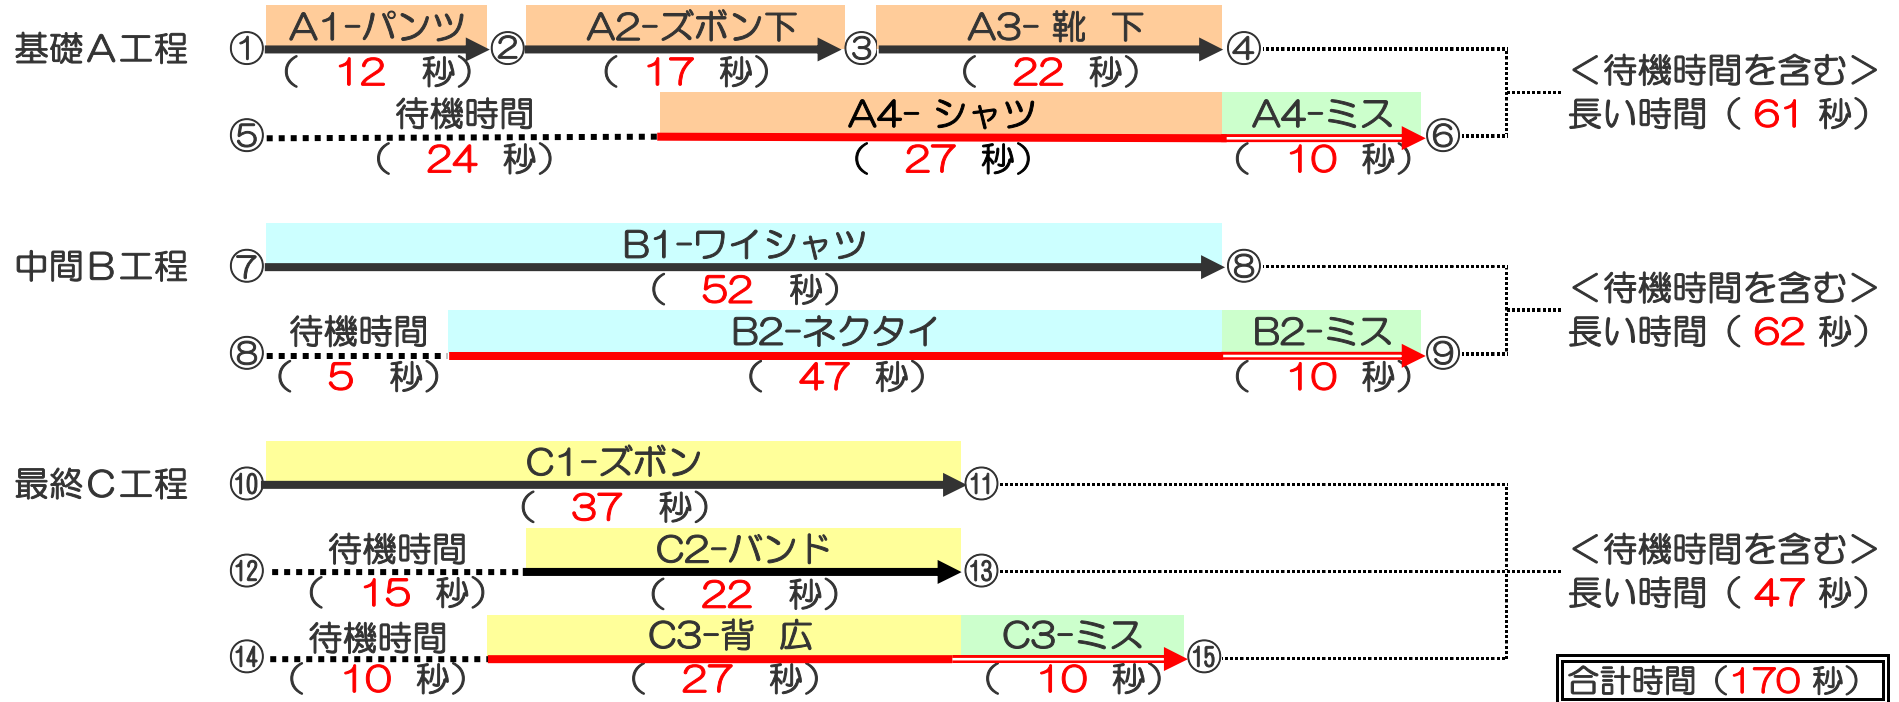 基礎A工程 ① A1-パンツ ② A2-ズボン下 ③ A3- 靴 下 ④
( 12 秒) ( 17 秒) ( 22 秒)
<待機時間を含む>
長い時間 ( 61 秒)
⑤ 待機時間 A4- シャツ A4-ミス ⑥
( 24 秒) ( 27 秒) ( 10 秒)
中間B工程 ⑦ B1-ワイシャツ ⑧
( 52 秒)
<待機時間を含む>
長い時間 ( 62 秒)
⑧ 待機時間 B2-ネクタイ B2-ミス ⑨
( 5 秒) ( 47 秒) ( 10 秒)
最終C工程 ⑩ C1-ズボン ⑪
( 37 秒)
⑫ 待機時間 C2-バンド ⑬
( 15 秒) ( 22 秒)
<待機時間を含む>
長い時間 ( 47 秒)
⑭ 待機時間 C3-背 広 C3-ミス ⑮
( 10 秒) ( 27 秒) ( 10 秒)
合計時間 (170 秒)